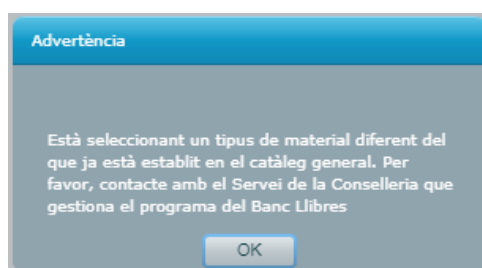 Advertència
Està seleccionant un tipus de material diferent del
que ja està establit en el catàleg general. Per
favor, contacte amb el Servei de la Conselleria que
gestiona el programa del Banc Llibres
OK